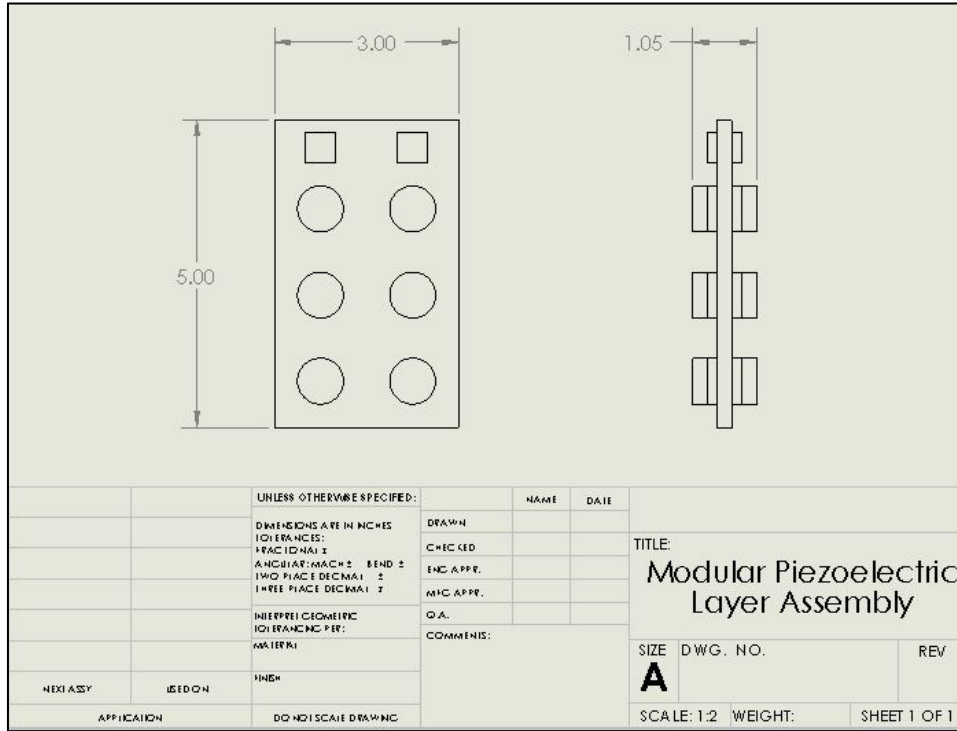 3.00
1.05
5.00
UNLESS OTHERWISE SPECIFIED:
NAME
DATE
DIMENSIONS ARE IN INCHES
TOLERANCES:
FRACTIONAL ±
ANGULAR: MACH ± BEND ±
TWO PLACE DECIMAL ±
THREE PLACE DECIMAL ±
INTERPRET GEOMETRIC
TOLERANCING PER:
MATERIAL
FINISH
DRAWN
CHECKED
ENG APPR.
MFG APPR.
Q.A.
COMMENTS:
TITLE:
Modular Piezoelectric
Layer Assembly
SIZE
A
DWG. NO.
REV
NEXT ASSY
USED ON
APPLICATION
DO NOT SCALE DRAWING
SCALE: 1:2
WEIGHT:
SHEET 1 OF 1